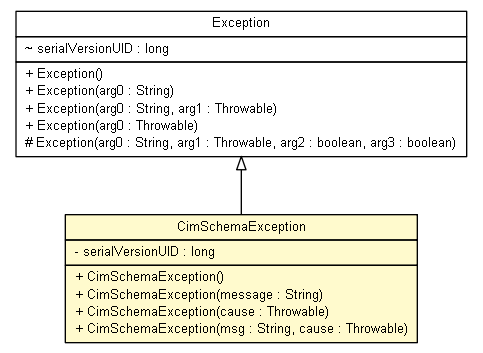 Exception
~ serialVersionUID : long
+ Exception()
+ Exception(arg0 : String)
+ Exception(arg0 : String, arg1 : Throwable)
+ Exception(arg0 : Throwable)
# Exception(arg0 : String, arg1 : Throwable, arg2 : boolean, arg3 : boolean)
CimSchemaException
- serialVersionUID : long
+ CimSchemaException()
+ CimSchemaException(message : String)
+ CimSchemaException(cause : Throwable)
+ CimSchemaException(msg : String, cause : Throwable)